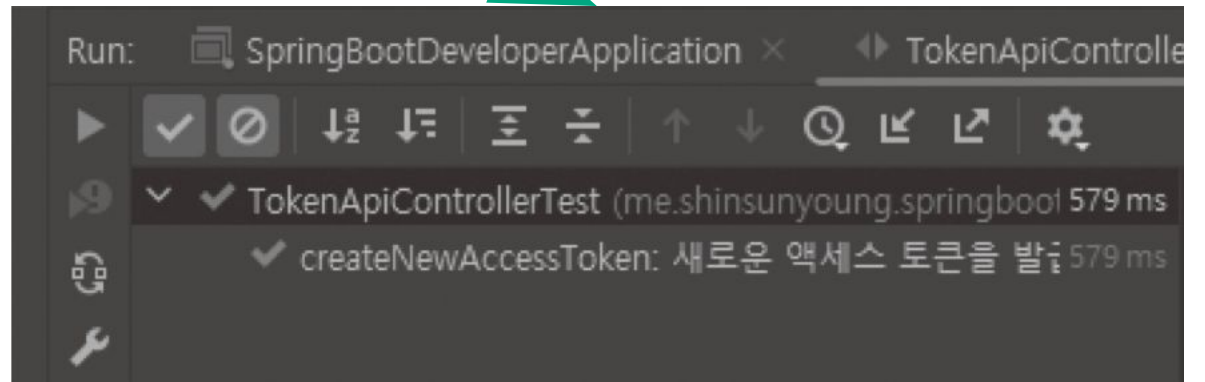 Run: SpringBootDeveloperApplication × TokenApiControlle
TokenApiControllerTest (me.shinsunyoung.springboot 579 ms
createNewAccessToken: 새로운 액세스 토큰을 579 ms